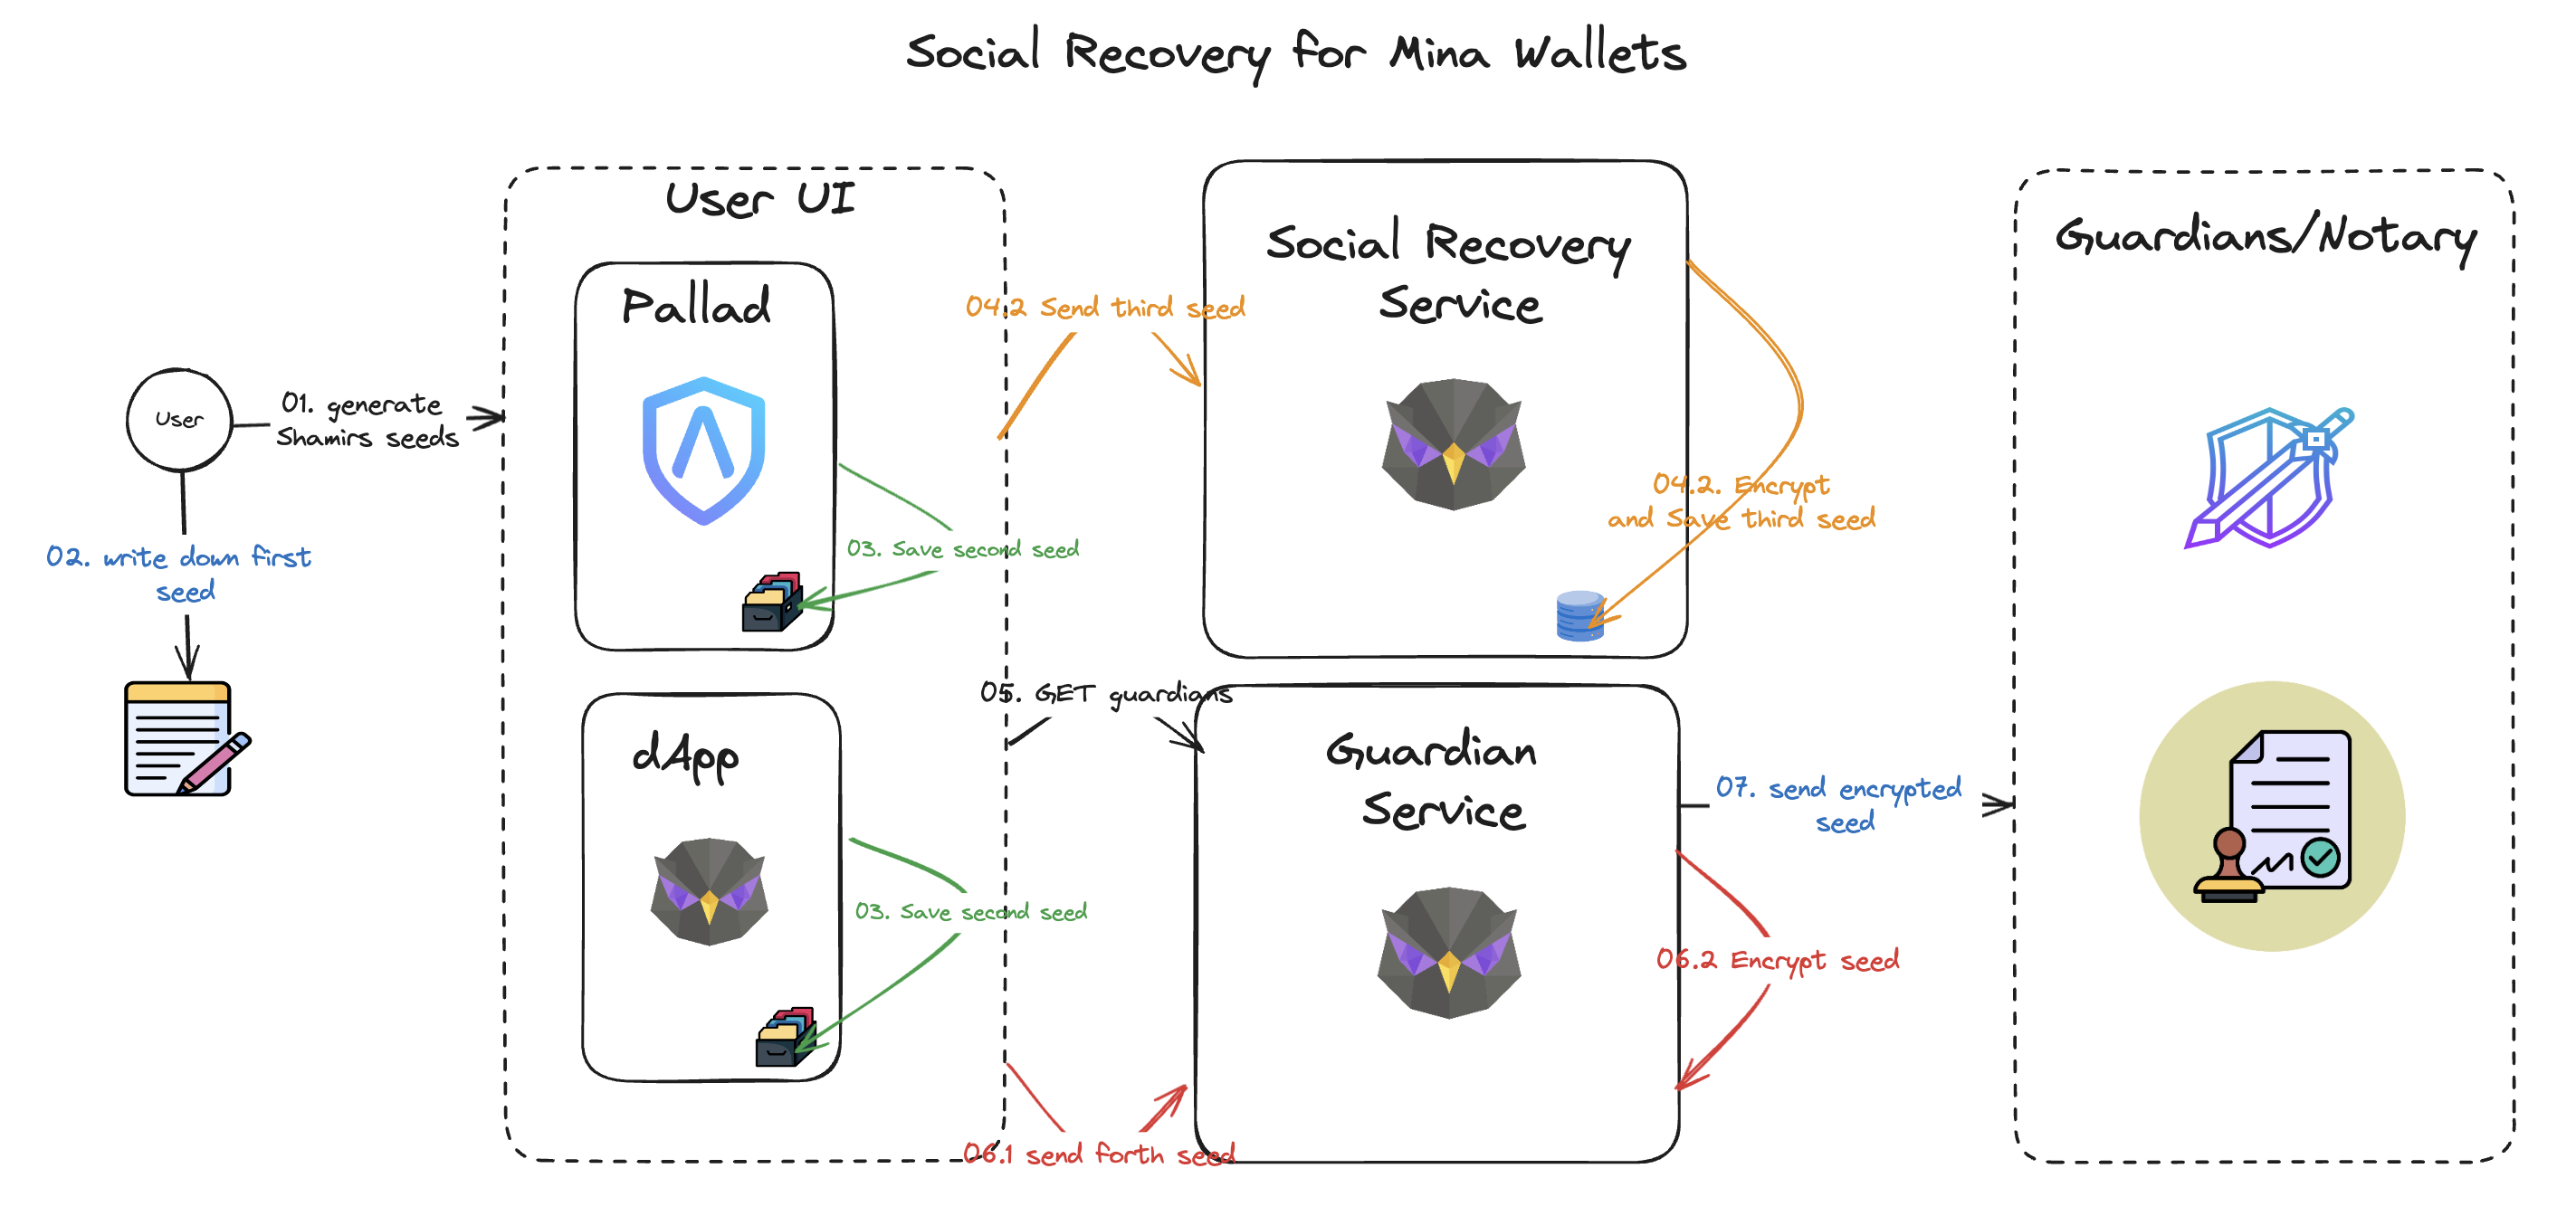 Social Recovery for Mina Wallets
User UI
Pallad
Social Recovery
Service
Guardians/Notary
04.2 Send third seed
User
01. generate
Shamirs seeds
04.2. Encrypt
and Save third seed
02. write down first
seed
03. Save second seed
05. GET guardians
dApp
Guardian
Service
07. send encrypted
seed
03. Save second seed
06.2 Encrypt seed
06.1 send forth seed